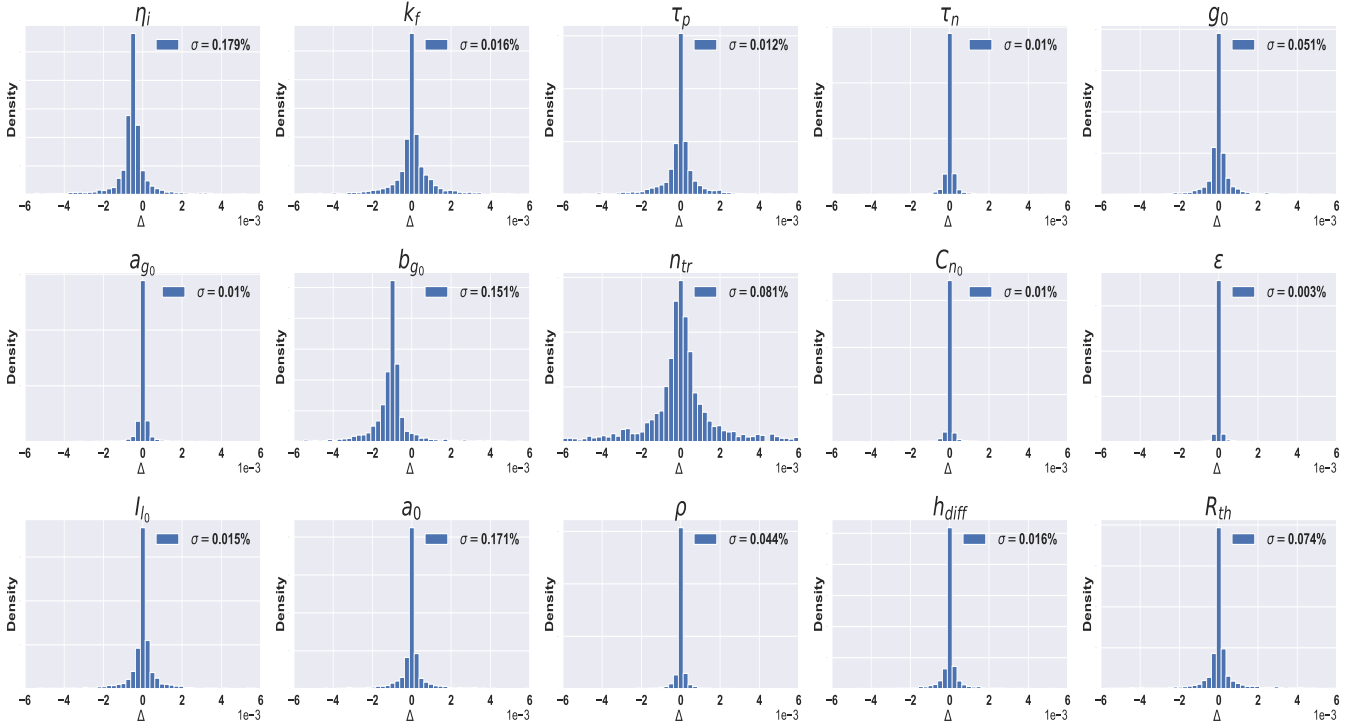 η_i k_f τ_p τ_n g_0
σ = 0.179% σ = 0.016% σ = 0.012% σ = 0.01% σ = 0.051%
Density Density Density Density Density
−6 −4 −2 0 2 4 6 −6 −4 −2 0 2 4 6 −6 −4 −2 0 2 4 6 −6 −4 −2 0 2 4 6 −6 −4 −2 0 2 4 6
Δ 1e−3 Δ 1e−3 Δ 1e−3 Δ 1e−3 Δ 1e−3
a_{g_0} b_{g_0} n_{tr} C_{n_0} ε
σ = 0.01% σ = 0.151% σ = 0.081% σ = 0.01% σ = 0.003%
Density Density Density Density Density
−6 −4 −2 0 2 4 6 −6 −4 −2 0 2 4 6 −6 −4 −2 0 2 4 6 −6 −4 −2 0 2 4 6 −6 −4 −2 0 2 4 6
Δ 1e−3 Δ 1e−3 Δ 1e−3 Δ 1e−3 Δ 1e−3
I_{l_0} a_0 ρ h_{diff} R_{th}
σ = 0.015% σ = 0.171% σ = 0.044% σ = 0.016% σ = 0.074%
Density Density Density Density Density
−6 −4 −2 0 2 4 6 −6 −4 −2 0 2 4 6 −6 −4 −2 0 2 4 6 −6 −4 −2 0 2 4 6 −6 −4 −2 0 2 4 6
Δ 1e−3 Δ 1e−3 Δ 1e−3 Δ 1e−3 Δ 1e−3